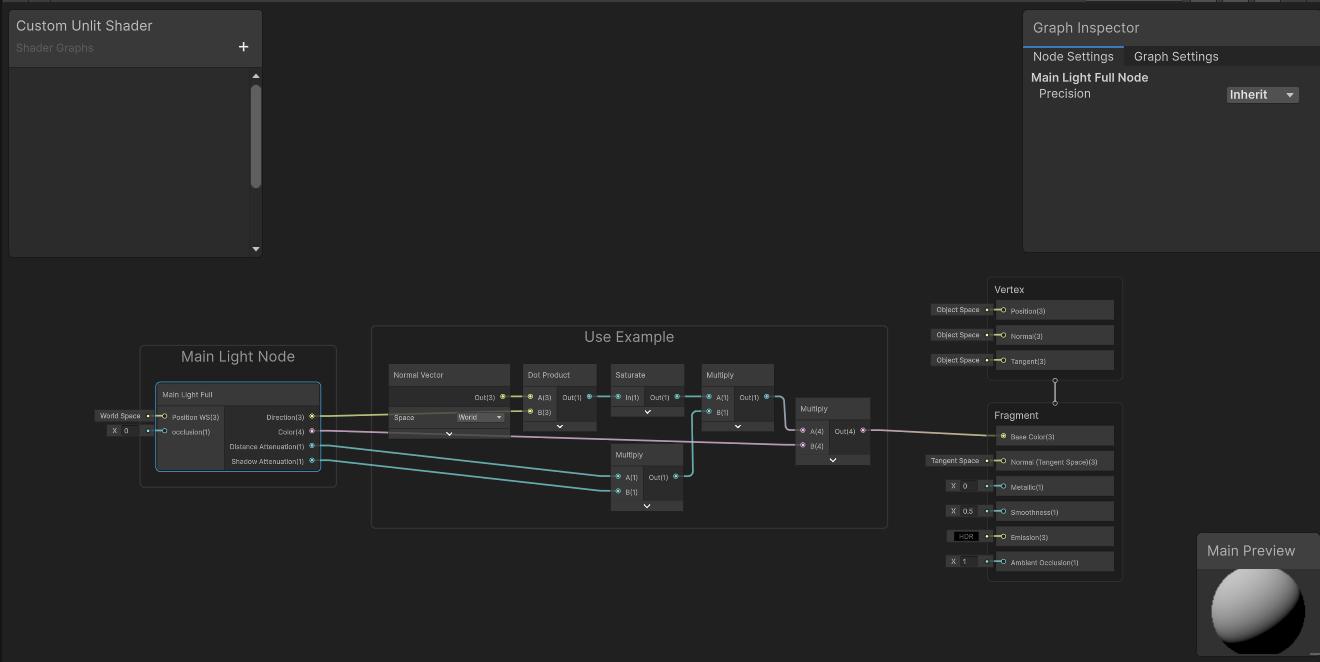 Custom Unlit Shader
Shader Graphs
+
Graph Inspector
Node Settings Graph Settings
Main Light Full Node
Precision Inherit
Main Light Node
Main Light Full
World Space Position WS(3) Direction(3)
X 0 occlusion(1) Color(4)
Distance Attenuation(1)
Shadow Attenuation(1)
Use Example
Normal Vector
Out(3)
Space World
Dot Product
A(3) Out(1)
B(3)
Saturate
In(1) Out(1)
Multiply
A(1) Out(1)
B(1)
Multiply
A(1) Out(1)
B(1)
Multiply
A(4) Out(4)
B(4)
Vertex
Object Space Position(3)
Object Space Normal(3)
Object Space Tangent(3)
Fragment
Base Color(3)
Tangent Space Normal (Tangent Space)(3)
X 0 Metallic(1)
X 0.5 Smoothness(1)
HDR Emission(3)
X 1 Ambient Occlusion(1)
Main Preview